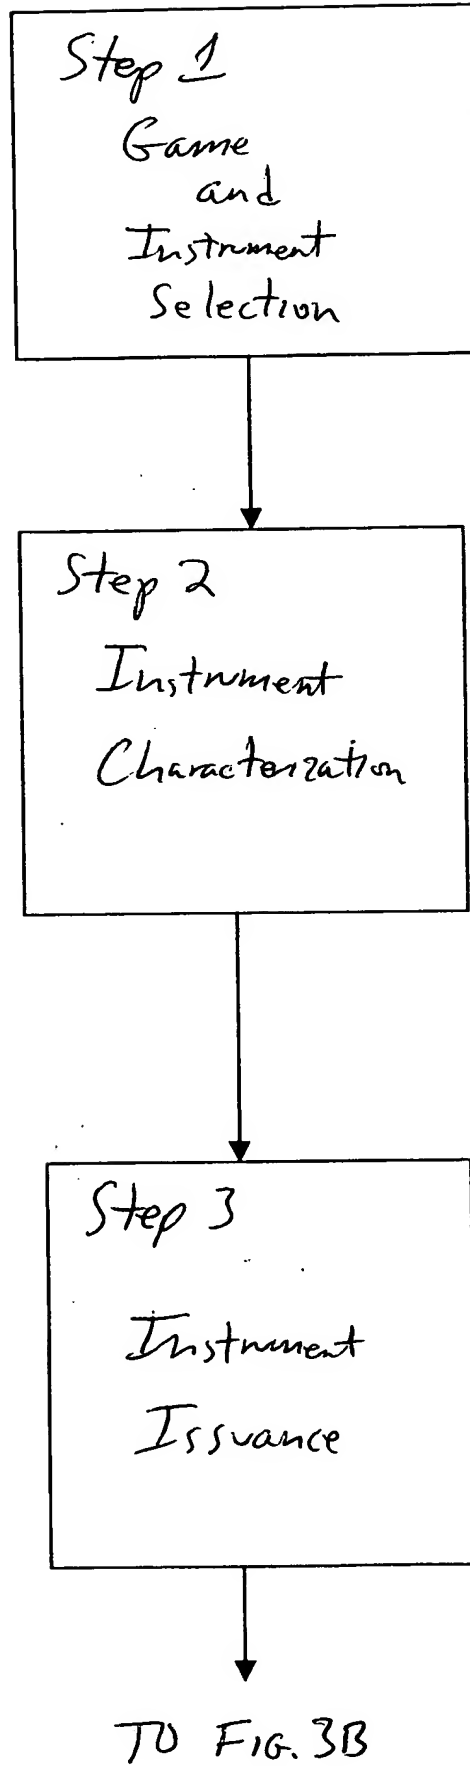 Step 1
Game
and
Instrument
Selection
Step 2
Instrument
Characterization
Step 3
Instrument
Issuance
TO FIG. 3B